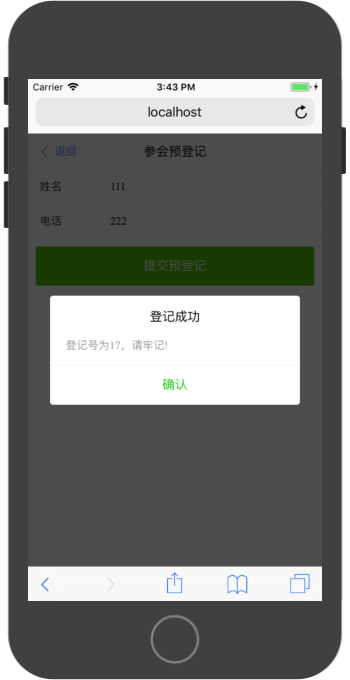 Carrier 3:43 PM
localhost
返回 参会预登记
姓名 111
电话 222
提交预登记
登记成功
登记号为17，请牢记!
确认